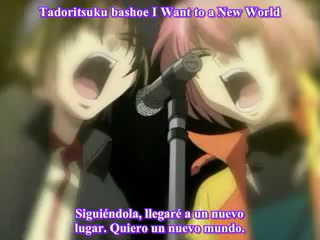 Tadoritsuku bashoe I Want to a New World
Siguiéndola, llegaré a un nuevo
lugar. Quiero un nuevo mundo.